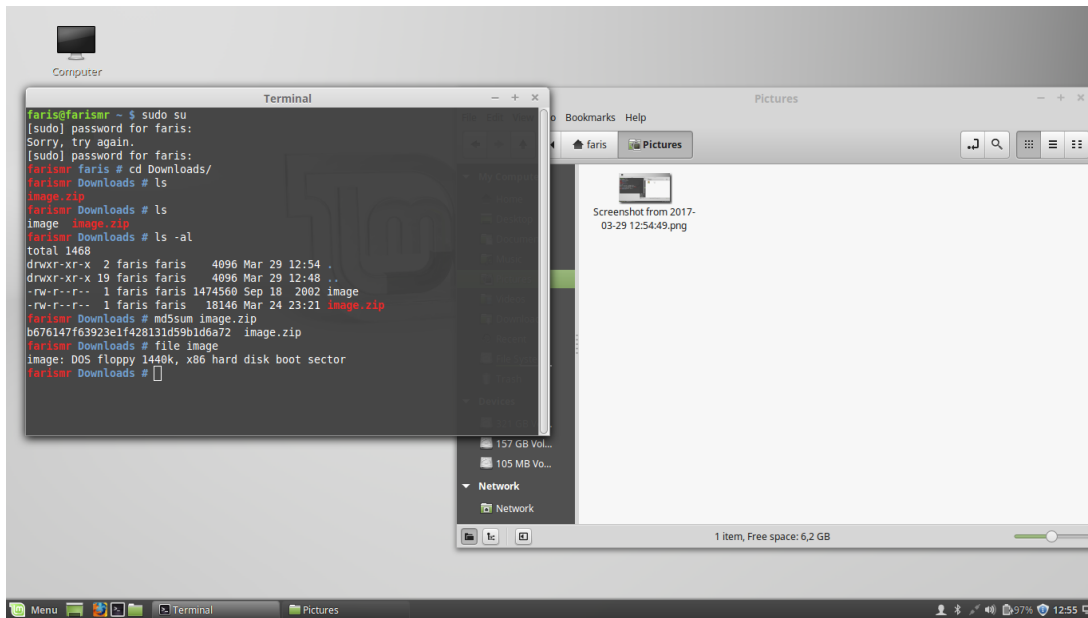 Computer
Terminal
faris@farismr ~ $ sudo su
[sudo] password for faris:
Sorry, try again.
[sudo] password for faris:
farismr faris # cd Downloads/
farismr Downloads # ls
image.zip
farismr Downloads # ls
image image.zip
farismr Downloads # ls -al
total 1468
drwxr-xr-x 2 faris faris 4096 Mar 29 12:54 .
drwxr-xr-x 19 faris faris 4096 Mar 29 12:48 ..
-rw-r--r-- 1 faris faris 1474560 Sep 18 2002 image
-rw-r--r-- 1 faris faris 18146 Mar 24 23:21 image.zip
farismr Downloads # md5sum image.zip
b676147f63923e1f428131d59b1d6a72 image.zip
farismr Downloads # file image
image: DOS floppy 1440k, x86 hard disk boot sector
farismr Downloads #
Pictures
File Edit View Bookmarks Help
faris Pictures
Screenshot from 2017-
03-29 12:54:49.png
Devices
157 GB Vol...
105 MB Vo...
Network
Network
1 item, Free space: 6,2 GB
Menu Terminal Pictures 97% 12:55